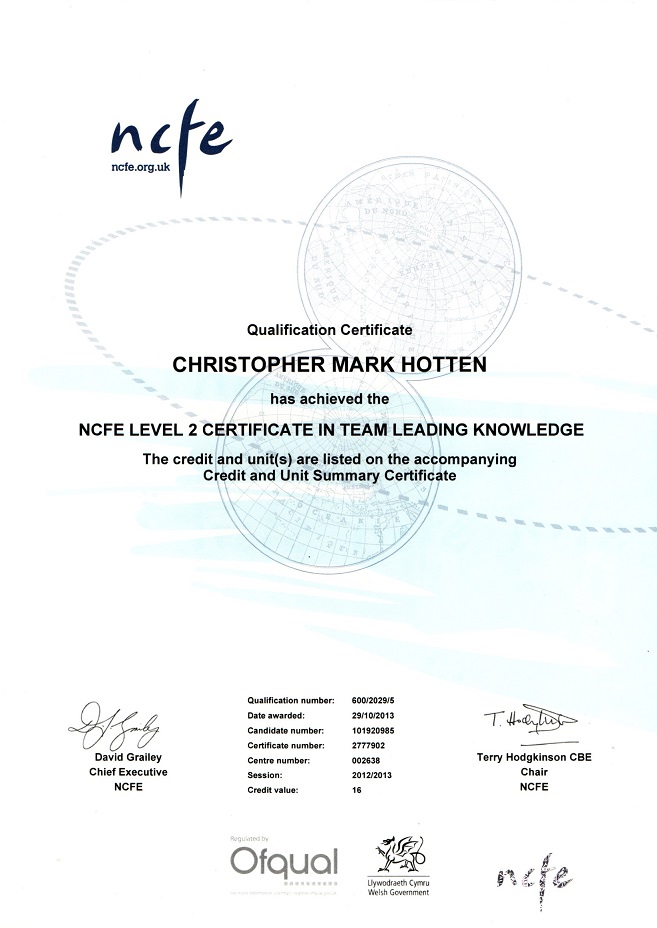 ncfe
ncfe.org.uk
Qualification Certificate
CHRISTOPHER MARK HOTTEN
has achieved the
NCFE LEVEL 2 CERTIFICATE IN TEAM LEADING KNOWLEDGE
The credit and unit(s) are listed on the accompanying
Credit and Unit Summary Certificate
Qualification number: 600/2029/5
Date awarded: 29/10/2013
Candidate number: 101920985
Certificate number: 2777902
Centre number: 002638
Session: 2012/2013
Credit value: 16
David Grailey
Chief Executive
NCFE
T. Hodgkinson
Terry Hodgkinson CBE
Chair
NCFE
Regulated by
Ofqual
Llywodraeth Cymru
Welsh Government
ncfe